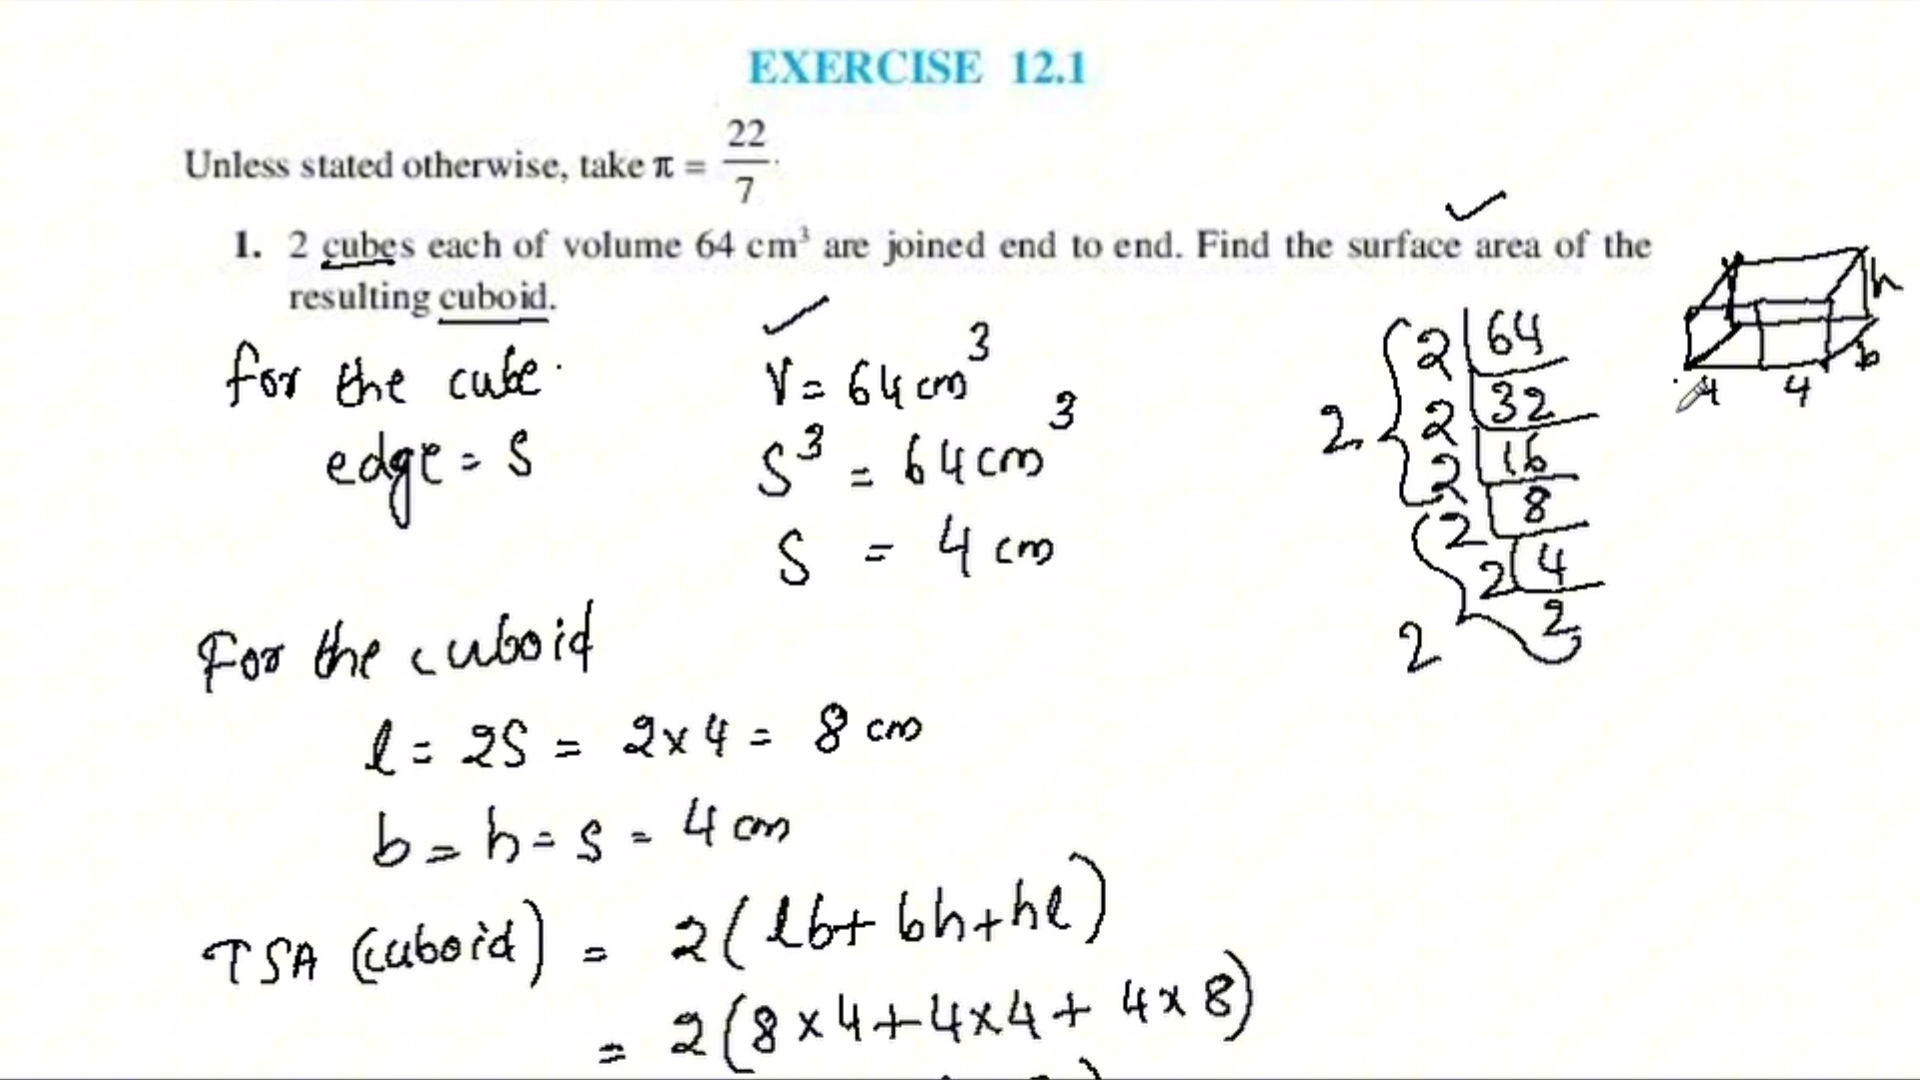 EXERCISE 12.1
Unless stated otherwise, take π = 22/7.
1. 2 cubes each of volume 64 cm³ are joined end to end. Find the surface area of the
resulting cuboid.
for the cube.
edge = S
V = 64 cm³
S³ = 64 cm³
S = 4 cm
2 | 64
2 | 32
2 | 16
2 | 8
2 | 4
2
2
2
h
b
4 4
For the cuboid
l = 2S = 2×4 = 8 cm
b = h = s = 4 cm
TSA (cuboid) = 2(lb + bh + hl)
= 2(8×4+4×4+ 4×8)